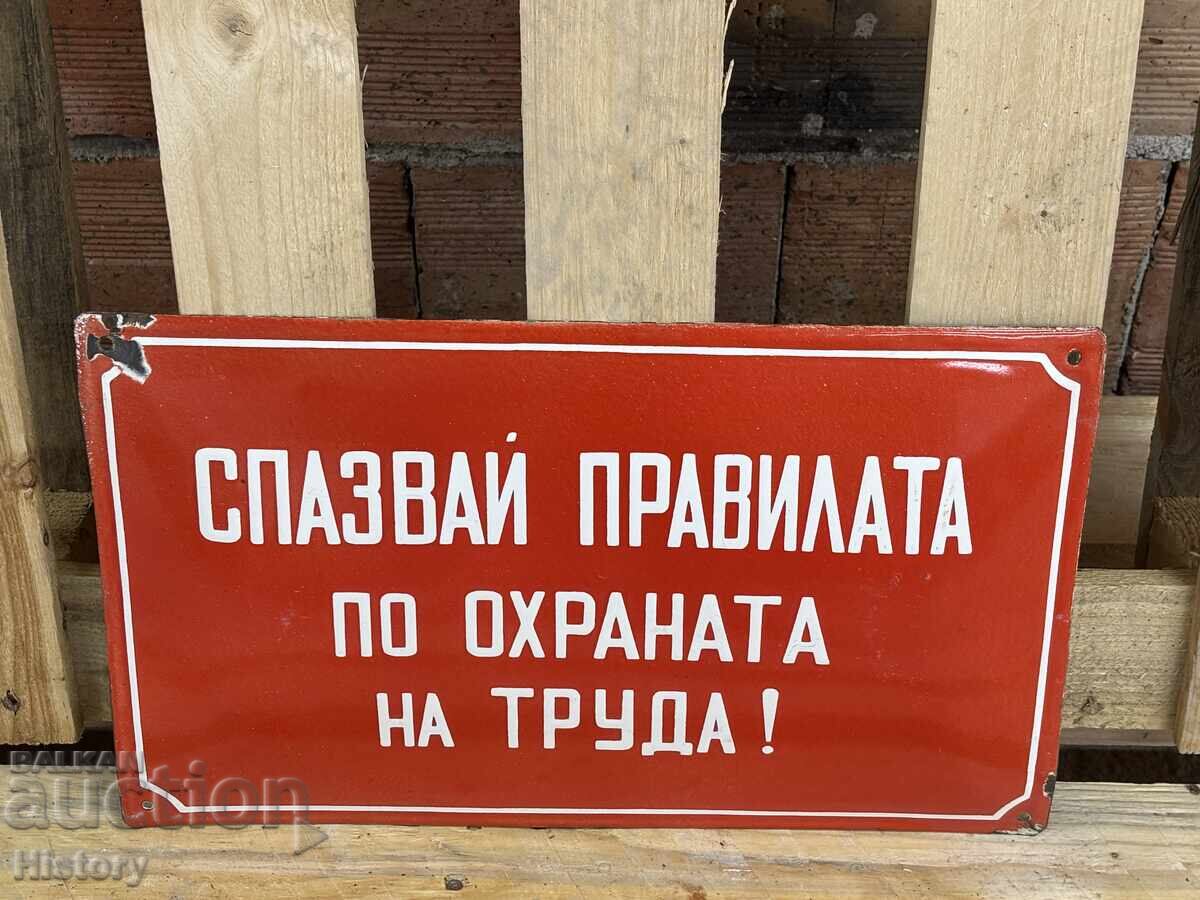 СПАЗВАЙ ПРАВИЛАТА
ПО ОХРАНАТА
НА ТРУДА!
BALKAN
auction
History